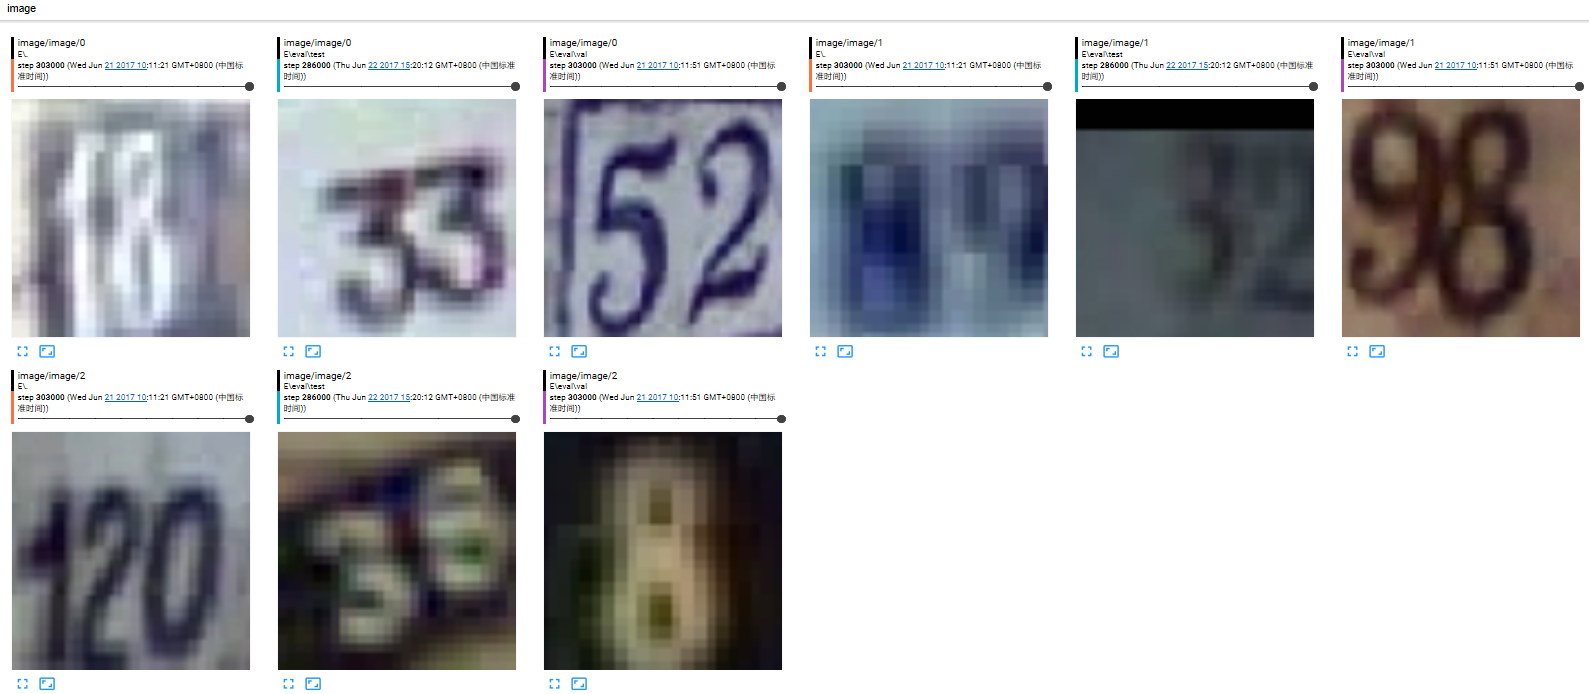 image
image/image/0
E\.
step 303000 (Wed Jun 21 2017 10:11:21 GMT+0800 (中国标
准时间))
image/image/0
E\eval\test
step 286000 (Thu Jun 22 2017 15:20:12 GMT+0800 (中国标准
时间))
image/image/0
E\eval\val
step 303000 (Wed Jun 21 2017 10:11:51 GMT+0800 (中国标
准时间))
image/image/1
E\.
step 303000 (Wed Jun 21 2017 10:11:21 GMT+0800 (中国标
准时间))
image/image/1
E\eval\test
step 286000 (Thu Jun 22 2017 15:20:12 GMT+0800 (中国标准
时间))
image/image/1
E\eval\val
step 303000 (Wed Jun 21 2017 10:11:51 GMT+0800 (中国标
准时间))
18
33
52
98
image/image/2
E\.
step 303000 (Wed Jun 21 2017 10:11:21 GMT+0800 (中国标
准时间))
image/image/2
E\eval\test
step 286000 (Thu Jun 22 2017 15:20:12 GMT+0800 (中国标准
时间))
image/image/2
E\eval\val
step 303000 (Wed Jun 21 2017 10:11:51 GMT+0800 (中国标
准时间))
120
38
8